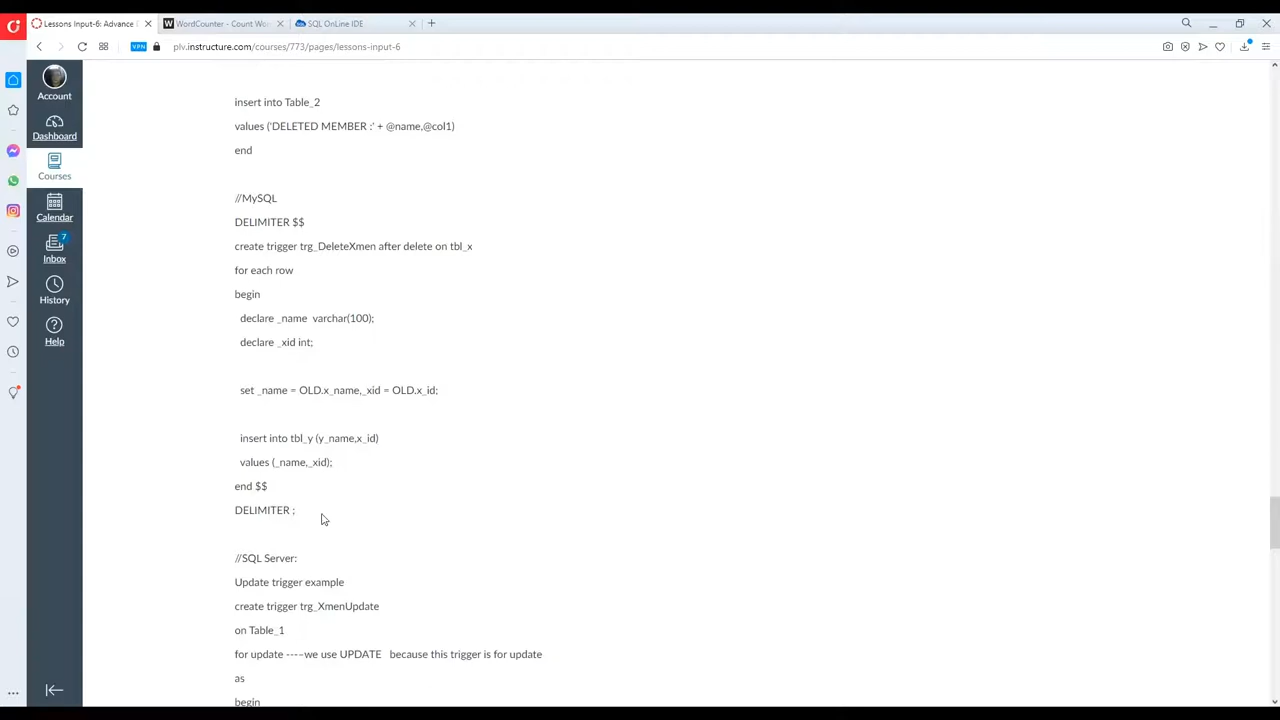 Lessons Input-6: Advance
WordCounter - Count Wo
SQL OnLine IDE
VPN
plv.instructure.com/courses/773/pages/lessons-input-6
Account
Dashboard
Courses
Calendar
7
Inbox
History
Help
insert into Table_2
values ('DELETED MEMBER :' + @name,@col1)
end
//MySQL
DELIMITER $$
create trigger trg_DeleteXmen after delete on tbl_x
for each row
begin
declare _name varchar(100);
declare _xid int;
set _name = OLD.x_name,_xid = OLD.x_id;
insert into tbl_y (y_name,x_id)
values (_name,_xid);
end $$
DELIMITER ;
//SQL Server:
Update trigger example
create trigger trg_XmenUpdate
on Table_1
for update ----we use UPDATE because this trigger is for update
as
begin